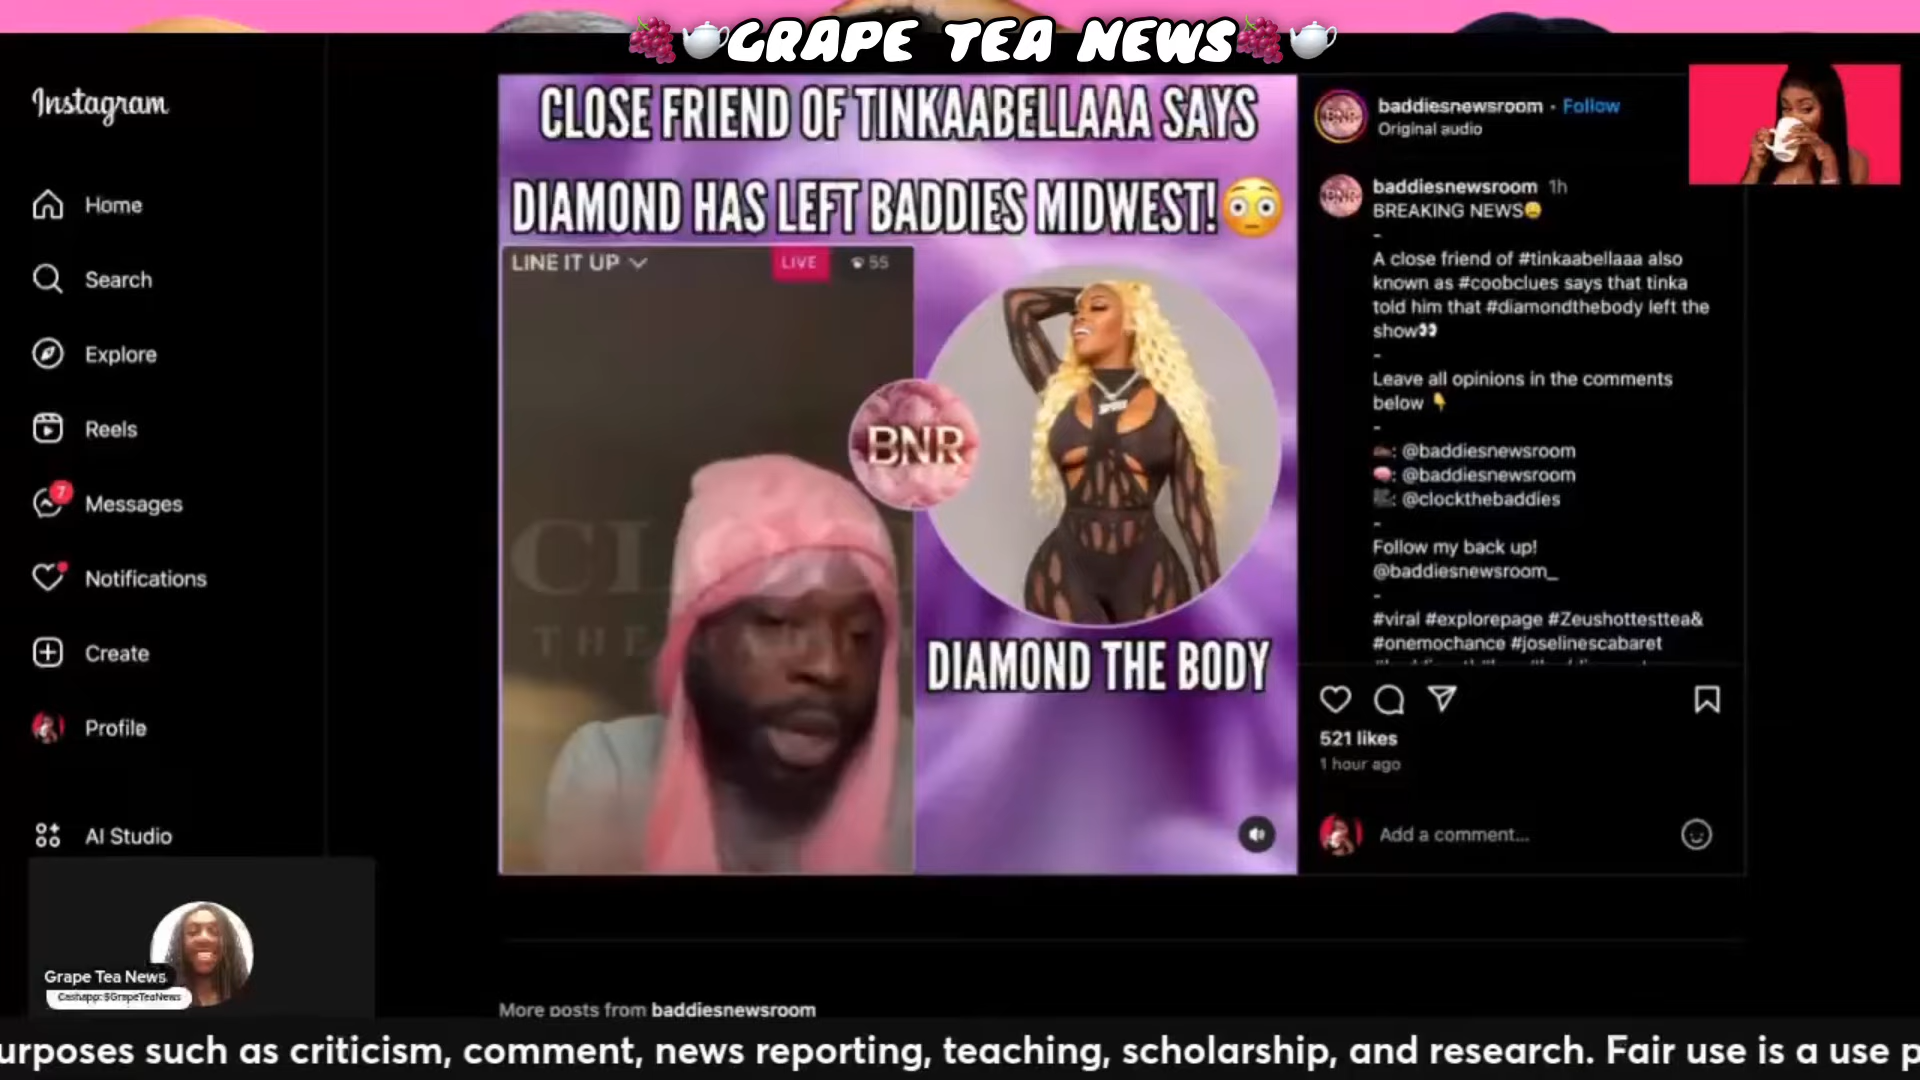 GRAPE TEA NEWS
Instagram
Home
Search
Explore
Reels
7
Messages
Notifications
Create
Profile
AI Studio
CLOSE FRIEND OF TINKAABELLAAA SAYS
DIAMOND HAS LEFT BADDIES MIDWEST!
LINE IT UP
LIVE
55
BNR
DIAMOND THE BODY
baddiesnewsroom · Follow
Original audio
baddiesnewsroom 1h
BREAKING NEWS
-
A close friend of #tinkaabellaaa also
known as #coobclues says that tinka
told him that #diamondthebody left the
show
-
Leave all opinions in the comments
below
-
: @baddiesnewsroom
: @baddiesnewsroom
: @clockthebaddies
-
Follow my back up!
@baddiesnewsroom_
-
#viral #explorepage #Zeushottesttea&
#onemochance #joselinescabaret
521 likes
1 hour ago
Add a comment...
Grape Tea News
Cashapp: $GrapeTeaNews
More posts from baddiesnewsroom
urposes such as criticism, comment, news reporting, teaching, scholarship, and research. Fair use is a use p